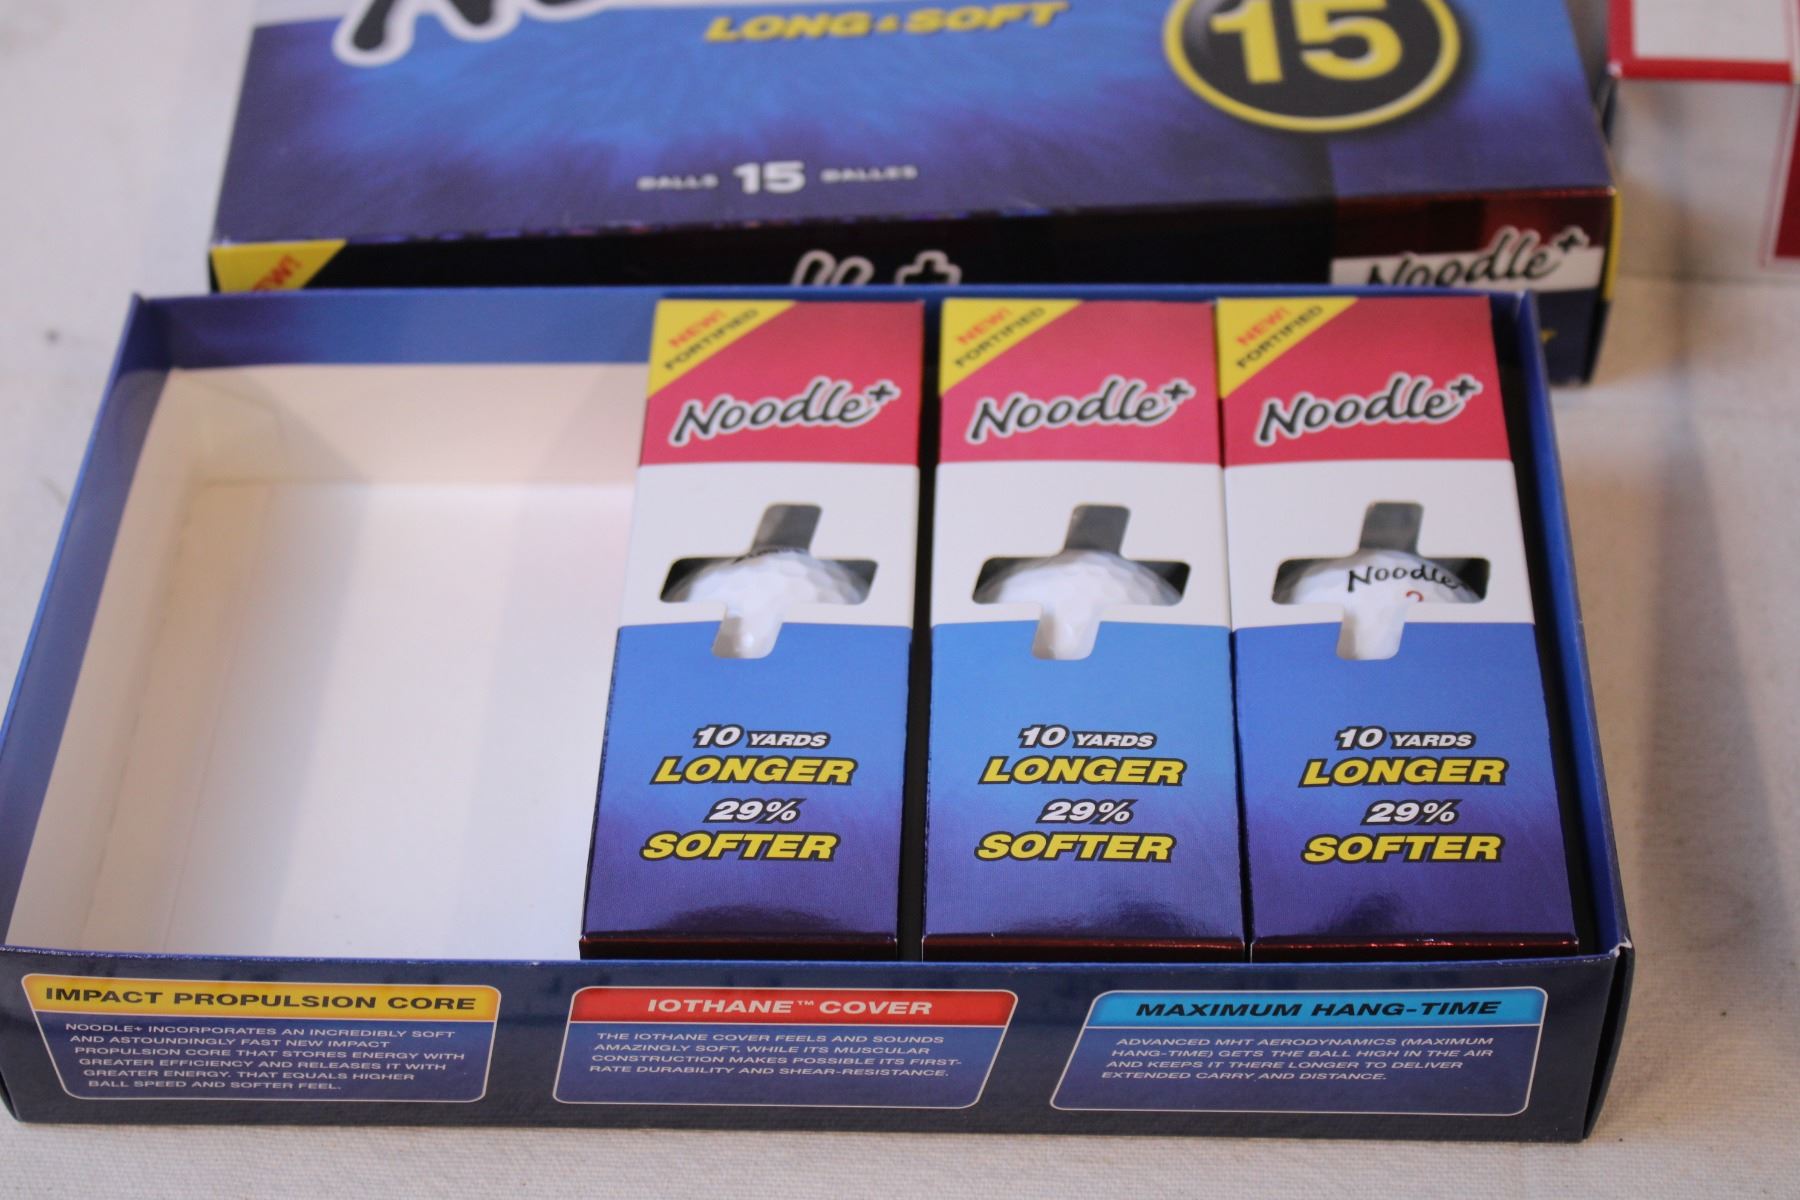 LONG & SOFT
15
BALLS 15 BALLES
NEW!
Noodle+
NEW!
FORTIFIED
Noodle+
10 YARDS
LONGER
29%
SOFTER
NEW!
FORTIFIED
Noodle+
10 YARDS
LONGER
29%
SOFTER
NEW!
FORTIFIED
Noodle+
Noodle
2
10 YARDS
LONGER
29%
SOFTER
IMPACT PROPULSION CORE
NOODLE+ INCORPORATES AN INCREDIBLY SOFT
AND ASTOUNDINGLY FAST NEW IMPACT
PROPULSION CORE THAT STORES ENERGY WITH
GREATER EFFICIENCY AND RELEASES IT WITH
GREATER ENERGY. THAT EQUALS HIGHER
BALL SPEED AND SOFTER FEEL.
IOTHANE™ COVER
THE IOTHANE COVER FEELS AND SOUNDS
AMAZINGLY SOFT, WHILE ITS MUSCULAR
CONSTRUCTION MAKES POSSIBLE ITS FIRST-
RATE DURABILITY AND SHEAR-RESISTANCE.
MAXIMUM HANG-TIME
ADVANCED MHT AERODYNAMICS (MAXIMUM
HANG-TIME) GETS THE BALL HIGH IN THE AIR
AND KEEPS IT THERE LONGER TO DELIVER
EXTENDED CARRY AND DISTANCE.